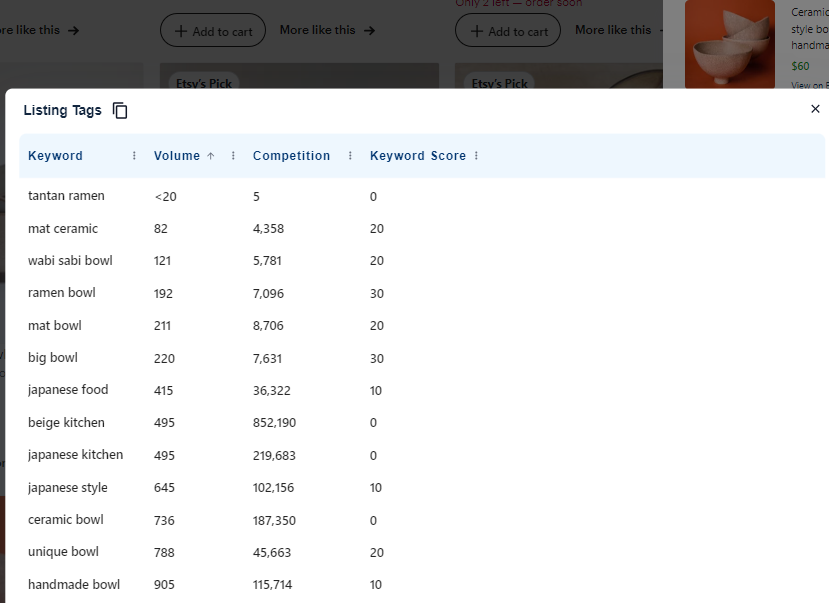 Only 2 left — order soon
re like this →
+ Add to cart
More like this →
+ Add to cart
More like this
Ceramic
style bo
handma
$60
View on E
Etsy's Pick
Etsy's Pick
Listing Tags
Keyword Volume ↑ Competition Keyword Score
tantan ramen <20 5 0
mat ceramic 82 4,358 20
wabi sabi bowl 121 5,781 20
ramen bowl 192 7,096 30
mat bowl 211 8,706 20
big bowl 220 7,631 30
japanese food 415 36,322 10
beige kitchen 495 852,190 0
japanese kitchen 495 219,683 0
japanese style 645 102,156 10
ceramic bowl 736 187,350 0
unique bowl 788 45,663 20
handmade bowl 905 115,714 10